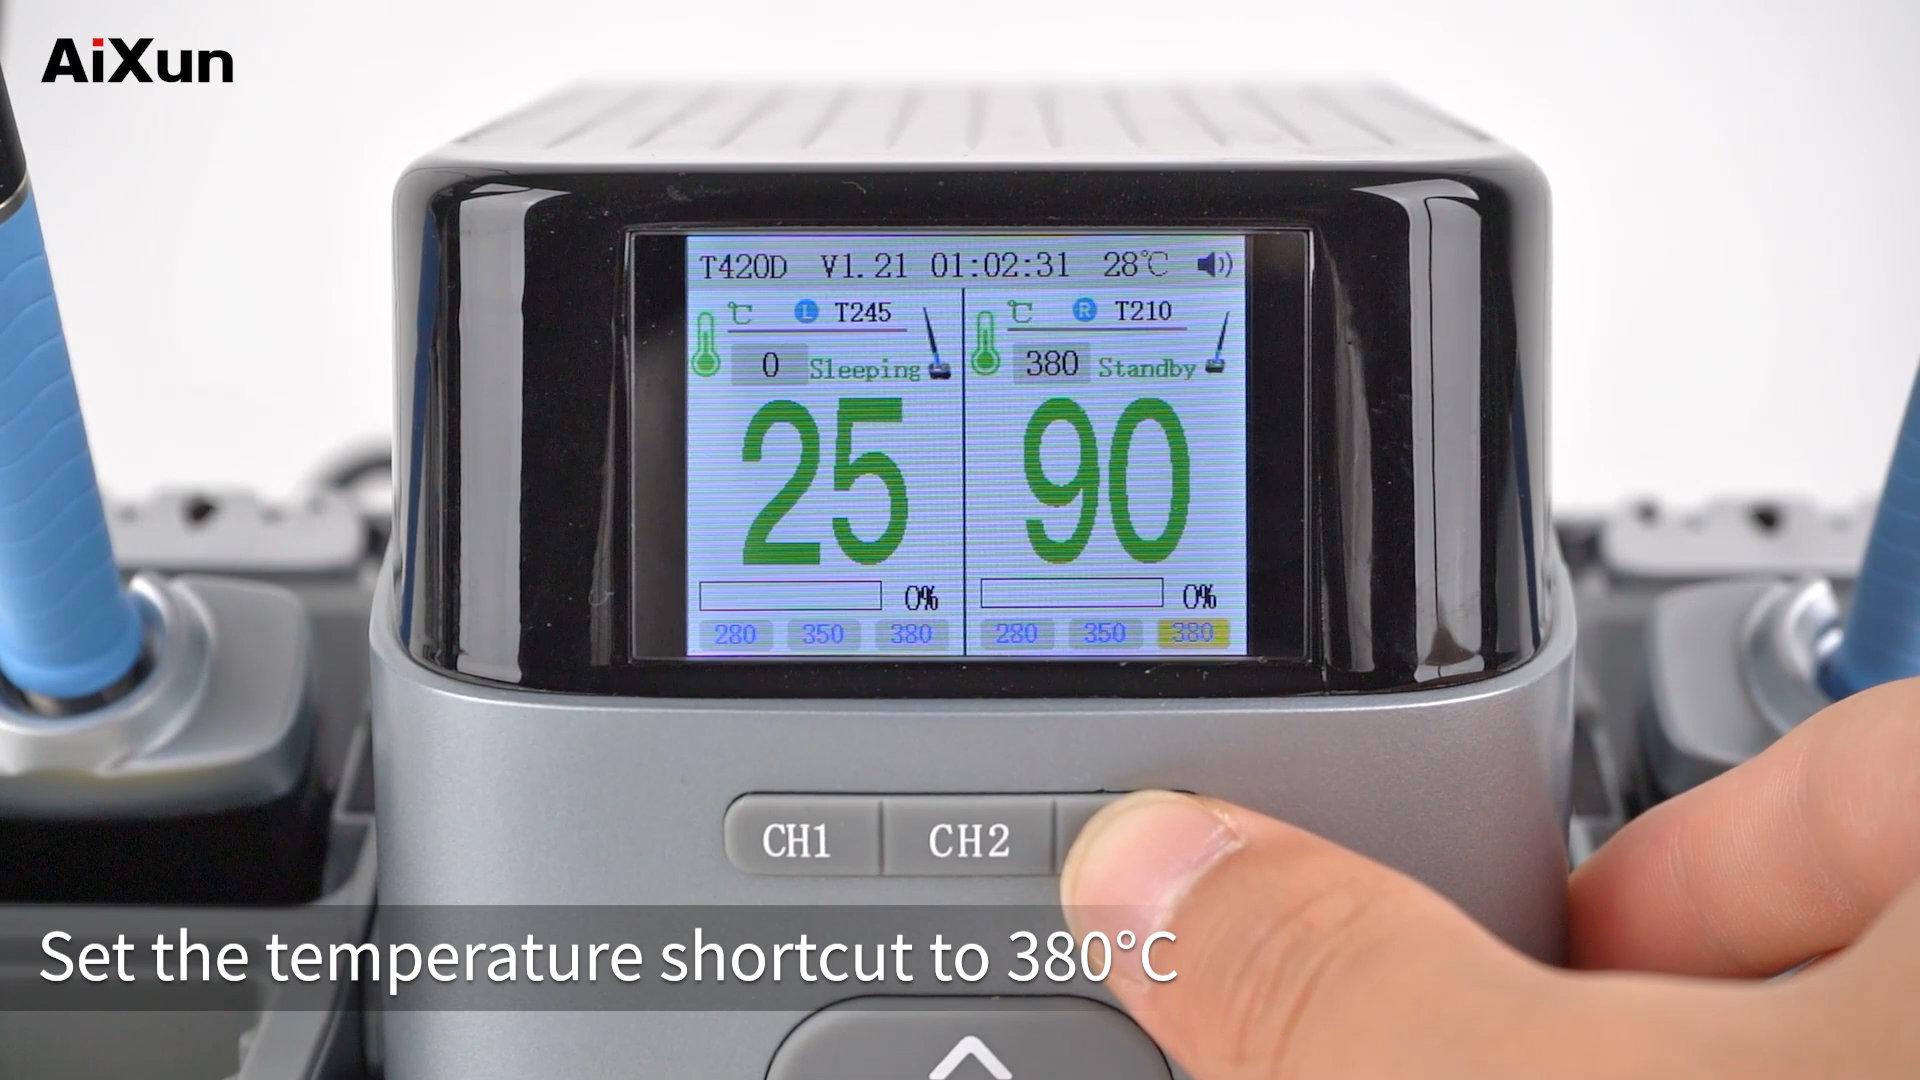 AiXun
T420D V1.21 01:02:31 28℃
℃ L T245
0 Sleeping
25
0%
280 350 380
℃ R T210
380 Standby
90
0%
280 350 380
CH1 CH2
Set the temperature shortcut to 380°C